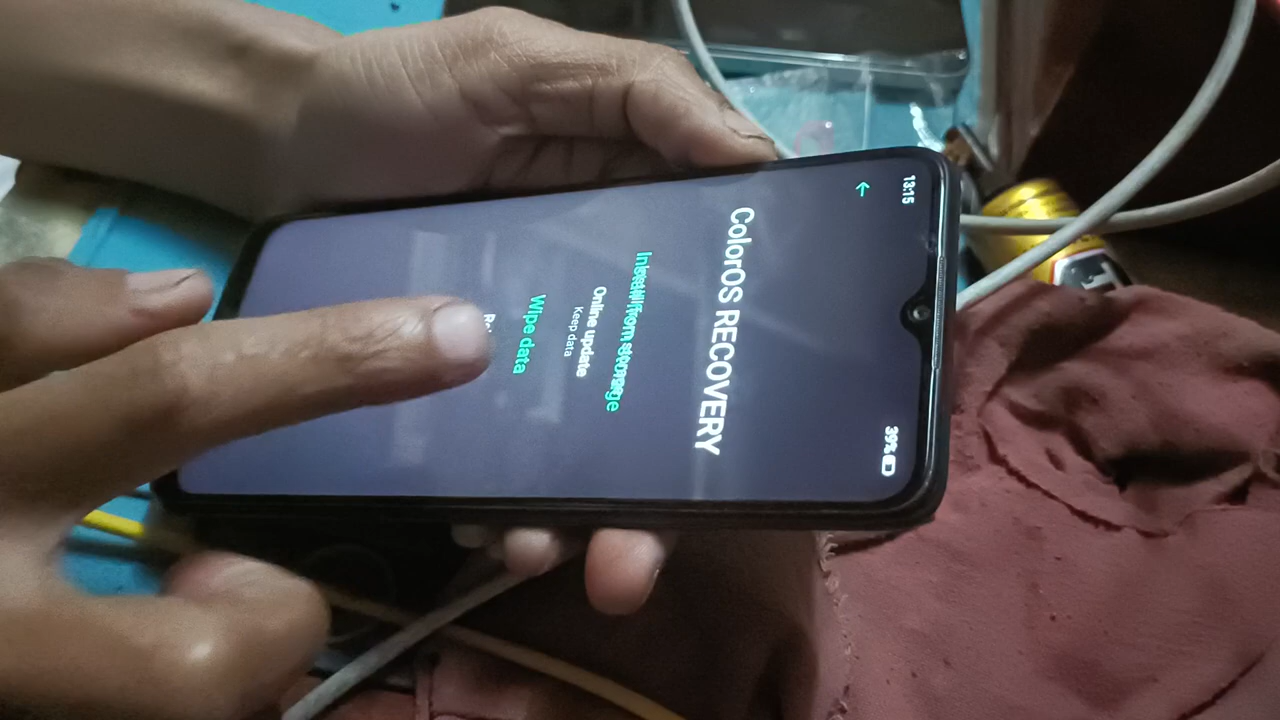 13:15
39%
ColorOS RECOVERY
Install from storage
Online update
Keep data
Wipe data